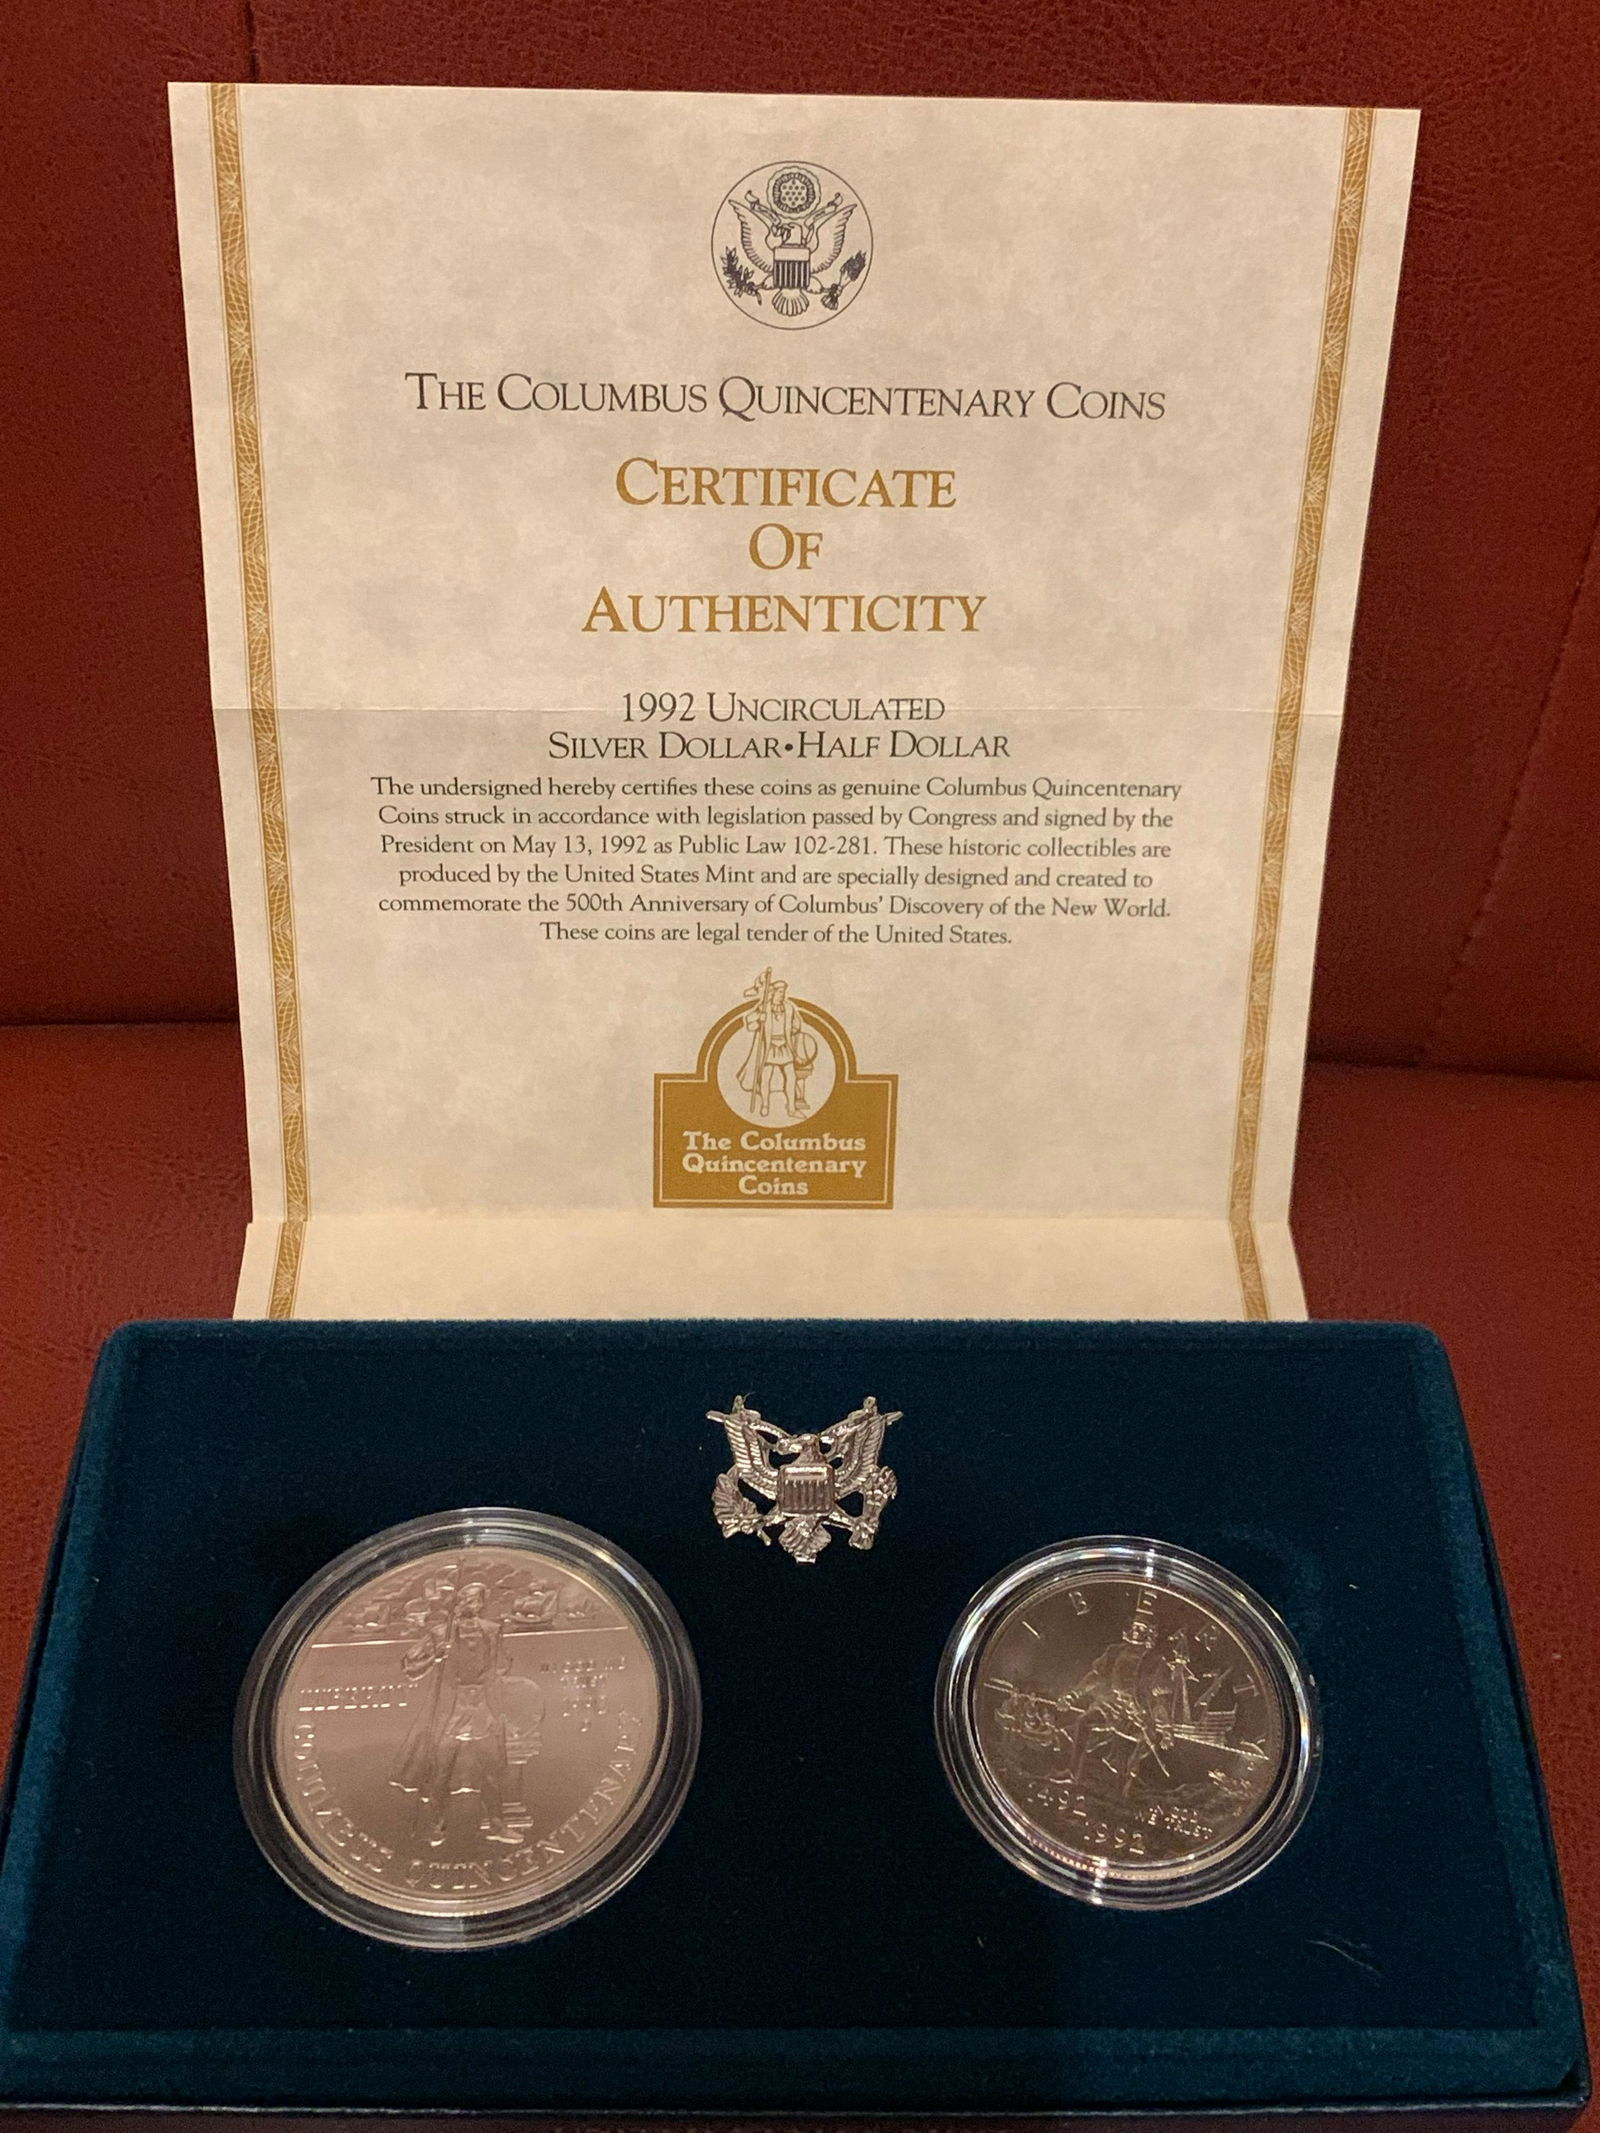 THE COLUMBUS QUINCENTENARY COINS
CERTIFICATE
OF
AUTHENTICITY
1992 UNCIRCULATED
SILVER DOLLAR•HALF DOLLAR
The undersigned hereby certifies these coins as genuine Columbus Quincentenary
Coins struck in accordance with legislation passed by Congress and signed by the
President on May 13, 1992 as Public Law 102-281. These historic collectibles are
produced by the United States Mint and are specially designed and created to
commemorate the 500th Anniversary of Columbus' Discovery of the New World.
These coins are legal tender of the United States.
The Columbus
Quincentenary
Coins
LIBERTY
IN GOD WE
TRUST
1992
D
COLUMBUS QUINCENTENARY
LIBERTY
1492
1992
IN GOD
WE TRUST